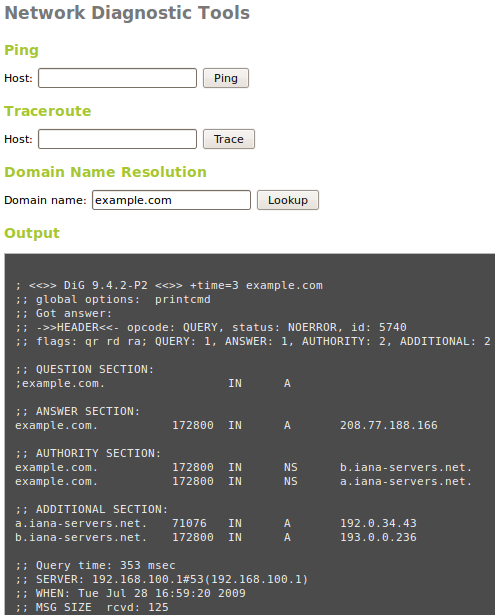 Network Diagnostic Tools
Ping
Host: Ping
Traceroute
Host: Trace
Domain Name Resolution
Domain name: example.com Lookup
Output
; <<>> DiG 9.4.2-P2 <<>> +time=3 example.com
;; global options:  printcmd
;; Got answer:
;; ->>HEADER<<- opcode: QUERY, status: NOERROR, id: 5740
;; flags: qr rd ra; QUERY: 1, ANSWER: 1, AUTHORITY: 2, ADDITIONAL: 2
;; QUESTION SECTION:
;example.com. IN A
;; ANSWER SECTION:
example.com. 172800 IN A 208.77.188.166
;; AUTHORITY SECTION:
example.com. 172800 IN NS b.iana-servers.net.
example.com. 172800 IN NS a.iana-servers.net.
;; ADDITIONAL SECTION:
a.iana-servers.net. 71076 IN A 192.0.34.43
b.iana-servers.net. 172800 IN A 193.0.0.236
;; Query time: 353 msec
;; SERVER: 192.168.100.1#53(192.168.100.1)
;; WHEN: Tue Jul 28 16:59:20 2009
;; MSG SIZE  rcvd: 125